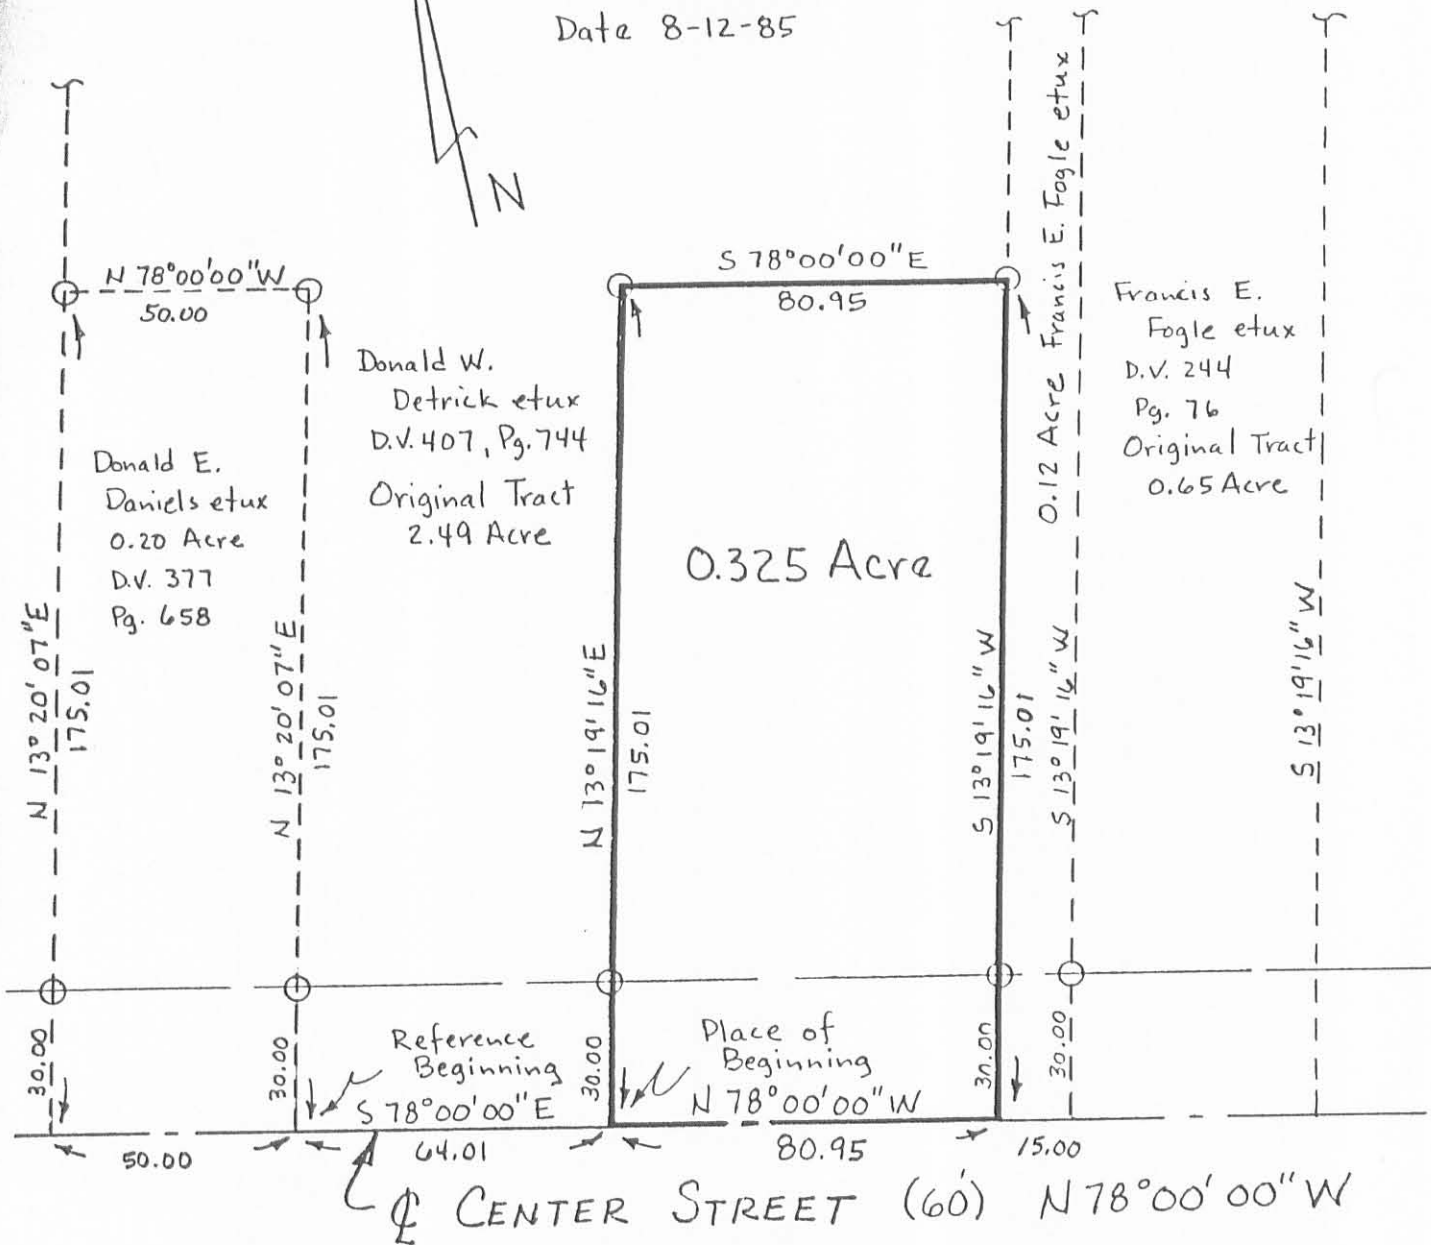 Date 8-12-85
N
N 78°00'00"W
50.00
S 78°00'00"E
80.95
Donald E.
Daniels etux
0.20 Acre
D.V. 377
Pg. 658
Donald W.
Detrick etux
D.V. 407, Pg. 744
Original Tract
2.49 Acre
0.325 Acre
0.12 Acre Francis E. Fogle etux
Francis E.
Fogle etux
D.V. 244
Pg. 76
Original Tract
0.65 Acre
N 13° 20' 07"E
175.01
N 13° 20' 07"E
175.01
N 13° 19' 16"E
175.01
S 13° 19' 16" W
175.01
S 13° 19' 16" W
S 13° 19' 16" W
30.00
30.00
Reference
Beginning
S 78°00'00"E
30.00
Place of
Beginning
N 78°00'00"W
30.00
30.00
50.00
64.01
80.95
15.00
℄ CENTER STREET (60') N 78°00'00"W